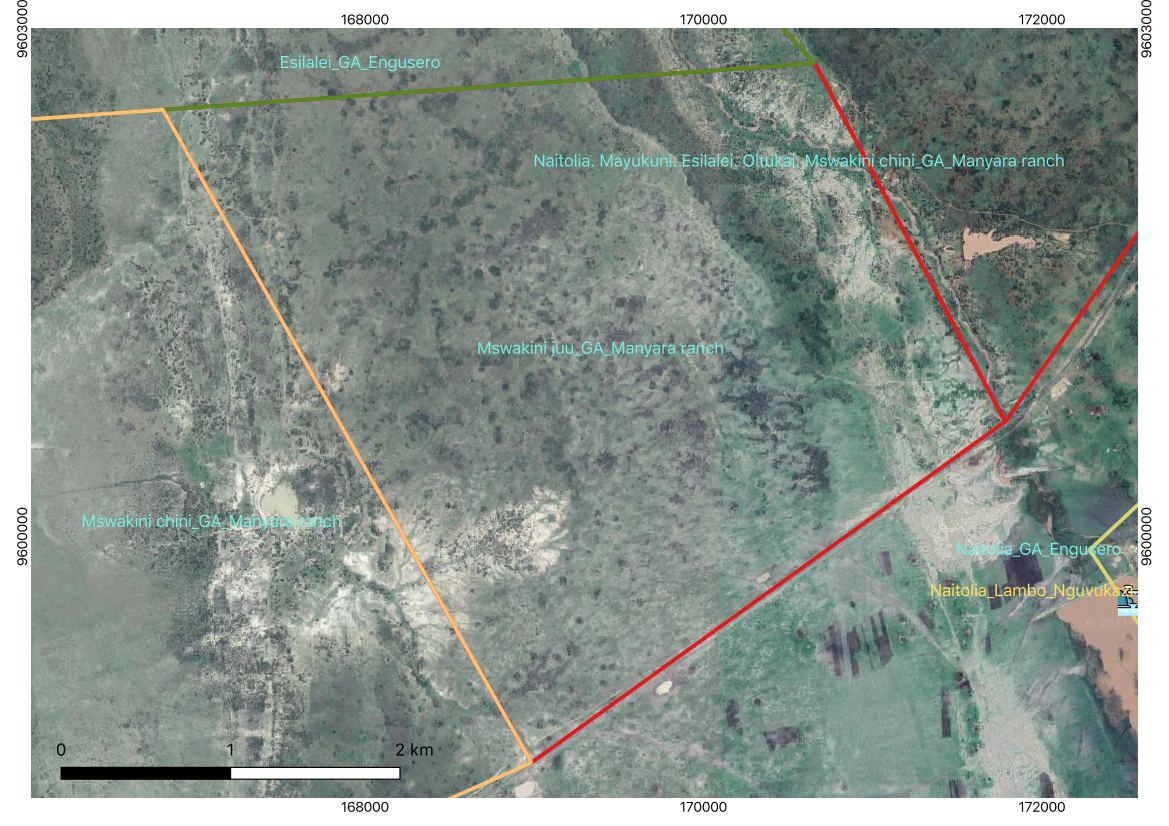 168000 170000 172000
9603000 9603000
Esilalei_GA_Engusero
Naitolia. Mayukuni. Esilalei. Oltukai. Mswakini chini_GA_Manyara ranch
Mswakini juu_GA_Manyara ranch
Mswakini chini_GA_Manyara ranch
9600000 9600000
Naitolia_GA_Engusero
Naitolia_Lambo_Nguvukazi
0 1 2 km
168000 170000 172000